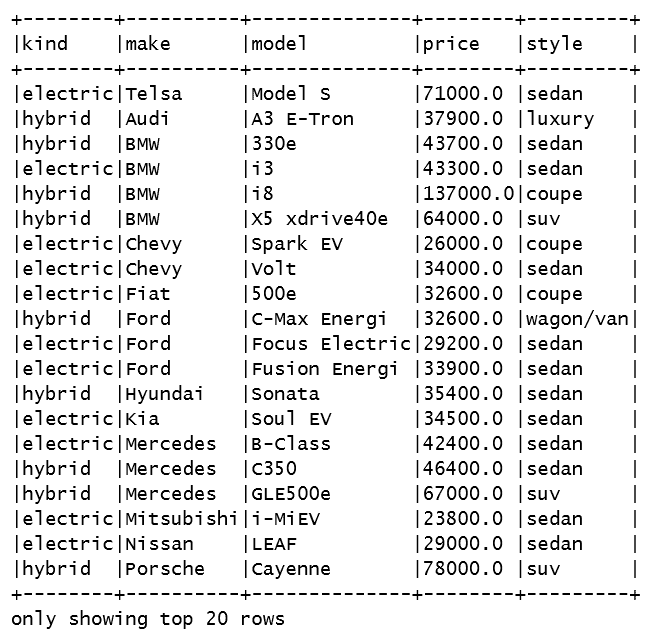 +--------+----------+--------------+--------+---------+
|kind    |make      |model         |price   |style    |
+--------+----------+--------------+--------+---------+
|electric|Telsa     |Model S       |71000.0 |sedan    |
|hybrid  |Audi      |A3 E-Tron     |37900.0 |luxury   |
|hybrid  |BMW       |330e          |43700.0 |sedan    |
|electric|BMW       |i3            |43300.0 |sedan    |
|hybrid  |BMW       |i8            |137000.0|coupe    |
|hybrid  |BMW       |X5 xdrive40e  |64000.0 |suv      |
|electric|Chevy     |Spark EV      |26000.0 |coupe    |
|electric|Chevy     |Volt          |34000.0 |sedan    |
|electric|Fiat      |500e          |32600.0 |coupe    |
|hybrid  |Ford      |C-Max Energi  |32600.0 |wagon/van|
|electric|Ford      |Focus Electric|29200.0 |sedan    |
|electric|Ford      |Fusion Energi |33900.0 |sedan    |
|hybrid  |Hyundai   |Sonata        |35400.0 |sedan    |
|electric|Kia       |Soul EV       |34500.0 |sedan    |
|electric|Mercedes  |B-Class       |42400.0 |sedan    |
|hybrid  |Mercedes  |C350          |46400.0 |sedan    |
|hybrid  |Mercedes  |GLE500e       |67000.0 |suv      |
|electric|Mitsubishi|i-MiEV        |23800.0 |sedan    |
|electric|Nissan    |LEAF          |29000.0 |sedan    |
|hybrid  |Porsche   |Cayenne       |78000.0 |suv      |
+--------+----------+--------------+--------+---------+
only showing top 20 rows